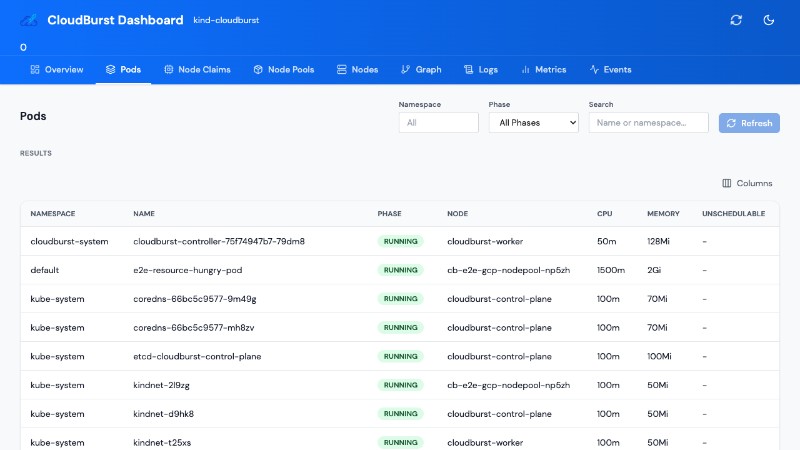 CloudBurst Dashboard kind-cloudburst
0
Overview Pods Node Claims Node Pools Nodes Graph Logs Metrics Events
Pods
Namespace Phase Search
All All Phases Name or namespace... Refresh
RESULTS
Columns
NAMESPACE NAME PHASE NODE CPU MEMORY UNSCHEDULABLE
cloudburst-system cloudburst-controller-75f74947b7-79dm8 RUNNING cloudburst-worker 50m 128Mi -
default e2e-resource-hungry-pod RUNNING cb-e2e-gcp-nodepool-np5zh 1500m 2Gi -
kube-system coredns-66bc5c9577-9m49g RUNNING cloudburst-control-plane 100m 70Mi -
kube-system coredns-66bc5c9577-mh8zv RUNNING cloudburst-control-plane 100m 70Mi -
kube-system etcd-cloudburst-control-plane RUNNING cloudburst-control-plane 100m 100Mi -
kube-system kindnet-2l9zg RUNNING cb-e2e-gcp-nodepool-np5zh 100m 50Mi -
kube-system kindnet-d9hk8 RUNNING cloudburst-control-plane 100m 50Mi -
kube-system kindnet-t25xs RUNNING cloudburst-worker 100m 50Mi -